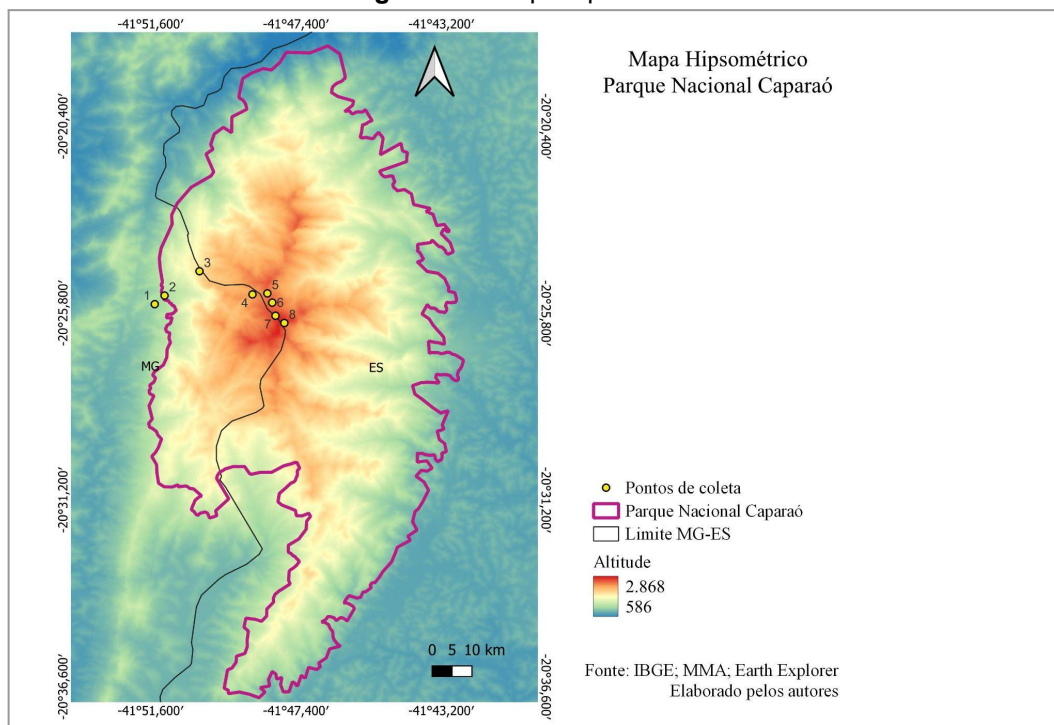 -41°51,600’ -41°47,400’ -41°43,200’
Mapa Hipsométrico
Parque Nacional Caparaó
-20°20,400’ -20°20,400’
3
2
1
5
4
6
7 8
-20°25,800’ -20°25,800’
MG ES
-20°31,200’ -20°31,200’
Pontos de coleta
Parque Nacional Caparaó
Límite MG-ES
Altitude
2.868
586
0 5 10 km
Fonte: IBGE; MMA; Earth Explorer
Elaborado pelos autores
-20°36,600’ -20°36,600’
-41°51,600’ -41°47,400’ -41°43,200’